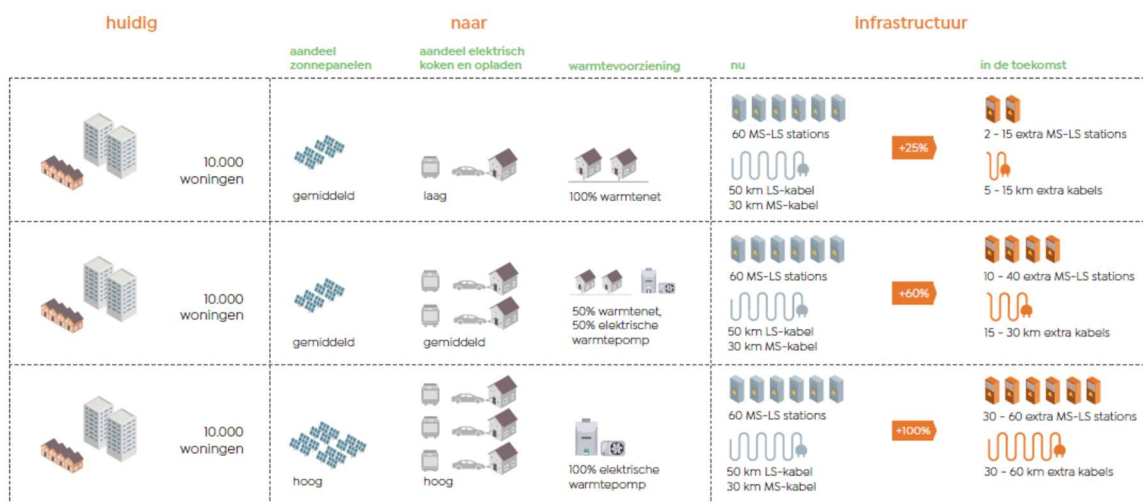 huidig
naar
infrastructuur
aandeel
zonnepanelen
aandeel elektrisch
koken en opladen
warmtevoorziening
nu
in de toekomst
10.000
woningen
gemiddeld
laag
100% warmtenet
60 MS-LS stations
50 km LS-kabel
30 km MS-kabel
+25%
2 - 15 extra MS-LS stations
5 - 15 km extra kabels
10.000
woningen
gemiddeld
gemiddeld
50% warmtenet,
50% elektrische
warmtepomp
60 MS-LS stations
50 km LS-kabel
30 km MS-kabel
+60%
10 - 40 extra MS-LS stations
15 - 30 km extra kabels
10.000
woningen
hoog
hoog
100% elektrische
warmtepomp
60 MS-LS stations
50 km LS-kabel
30 km MS-kabel
+100%
30 - 60 extra MS-LS stations
30 - 60 km extra kabels